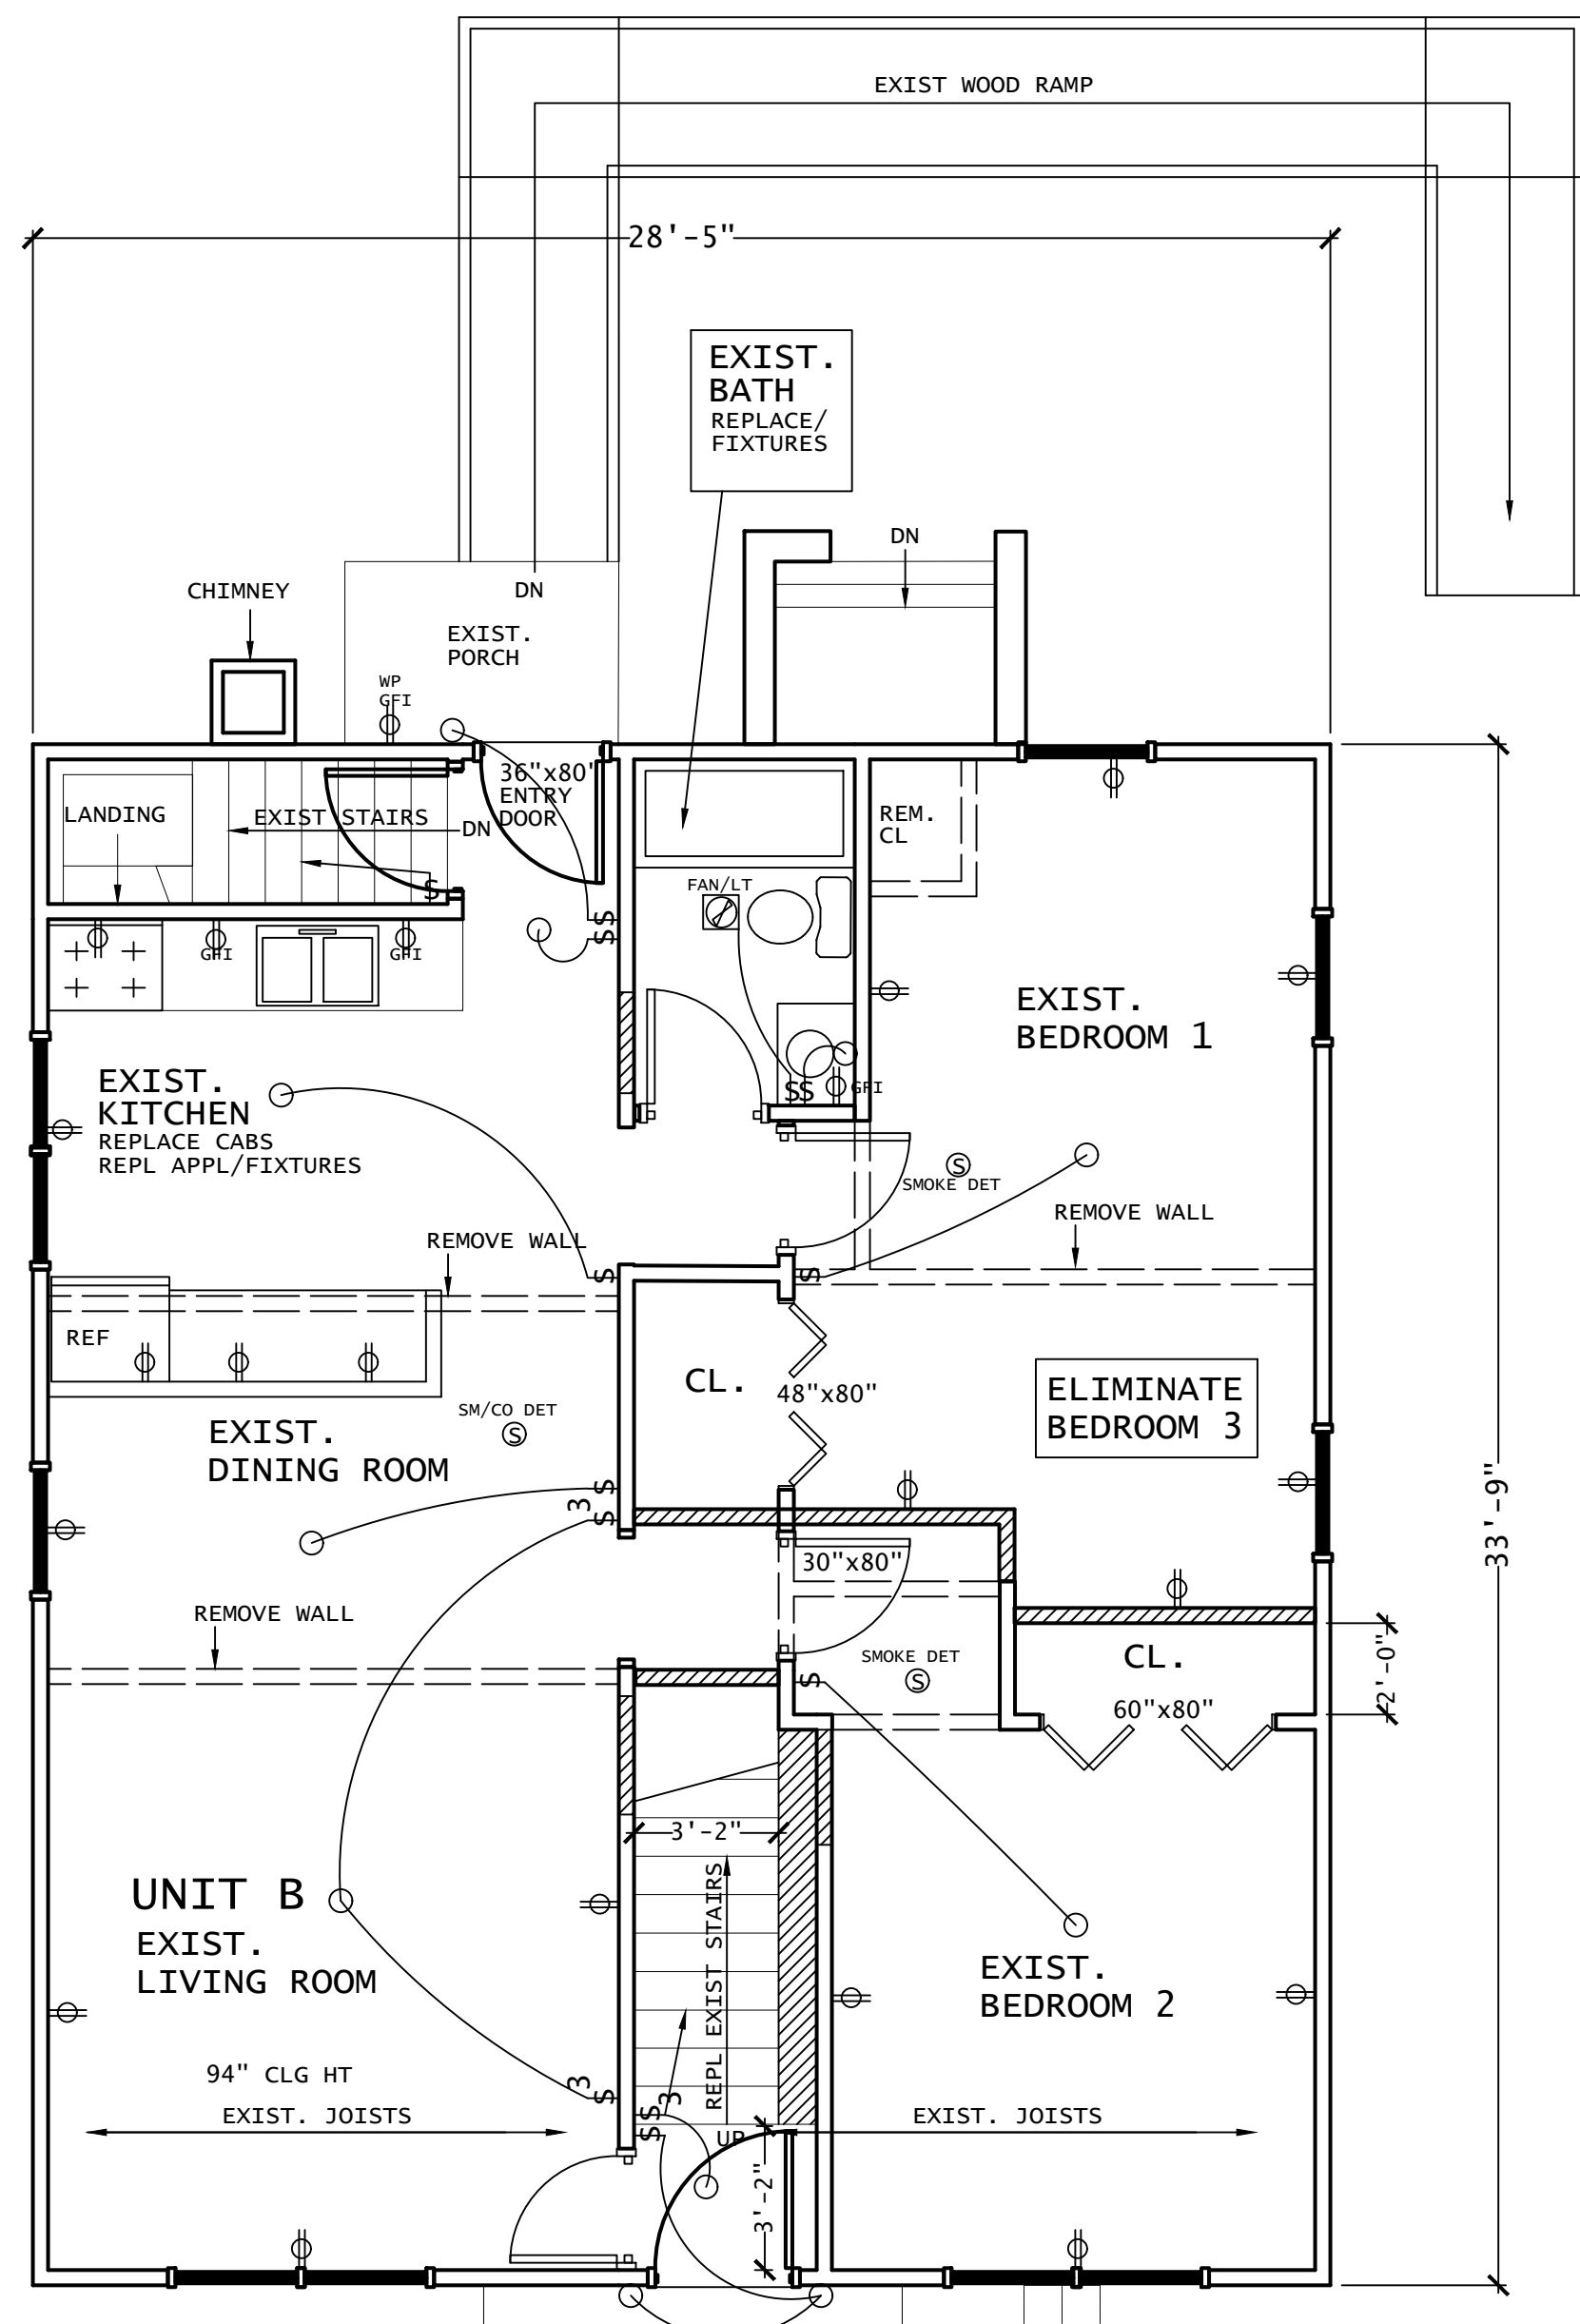 EXIST WOOD RAMP
28'-5"
EXIST.
BATH
REPLACE/
FIXTURES
DN
CHIMNEY
DN
EXIST.
PORCH
WP
GFI
36"x80'
ENTRY
DOOR
LANDING
EXIST STAIRS
DN
S
REM.
CL
FAN/LT
S
S
GFI
GFI
EXIST.
BEDROOM 1
EXIST.
KITCHEN
REPLACE CABS
REPL APPL/FIXTURES
SS
GFI
S
SMOKE DET
REMOVE WALL
REMOVE WALL
S
S
REF
CL.
48"x80"
ELIMINATE
BEDROOM 3
SM/CO DET
S
EXIST.
DINING ROOM
S
3
S
33'-9"
30"x80"
REMOVE WALL
SMOKE DET
S
S
CL.
60"x80"
2'-0"
3'-2"
REPL EXIST STAIRS
UNIT B
EXIST.
LIVING ROOM
EXIST.
BEDROOM 2
94" CLG HT
3
S
3
S
S
S
EXIST. JOISTS
EXIST. JOISTS
UP
3'-2"